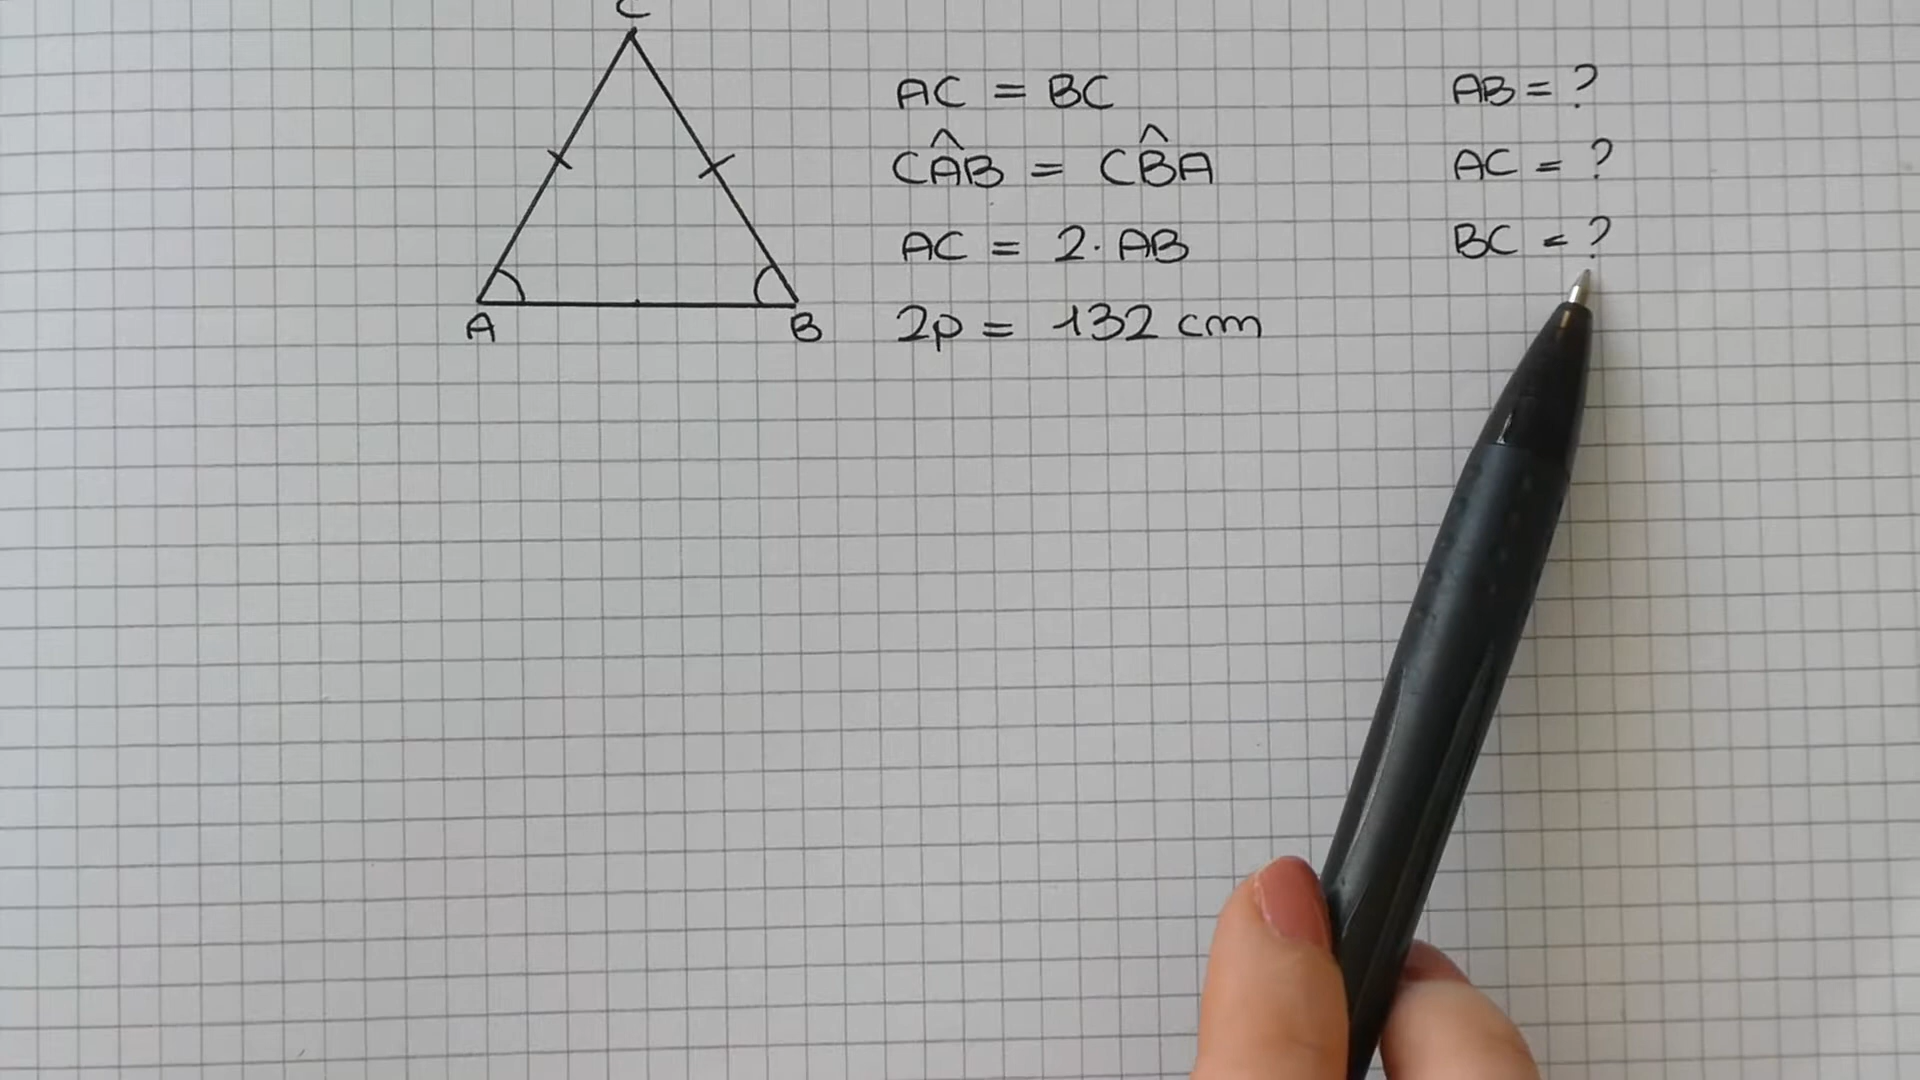 C
A
B
AC = BC
CÂB = CB̂A
AC = 2·AB
2p = 132 cm
AB = ?
AC = ?
BC = ?